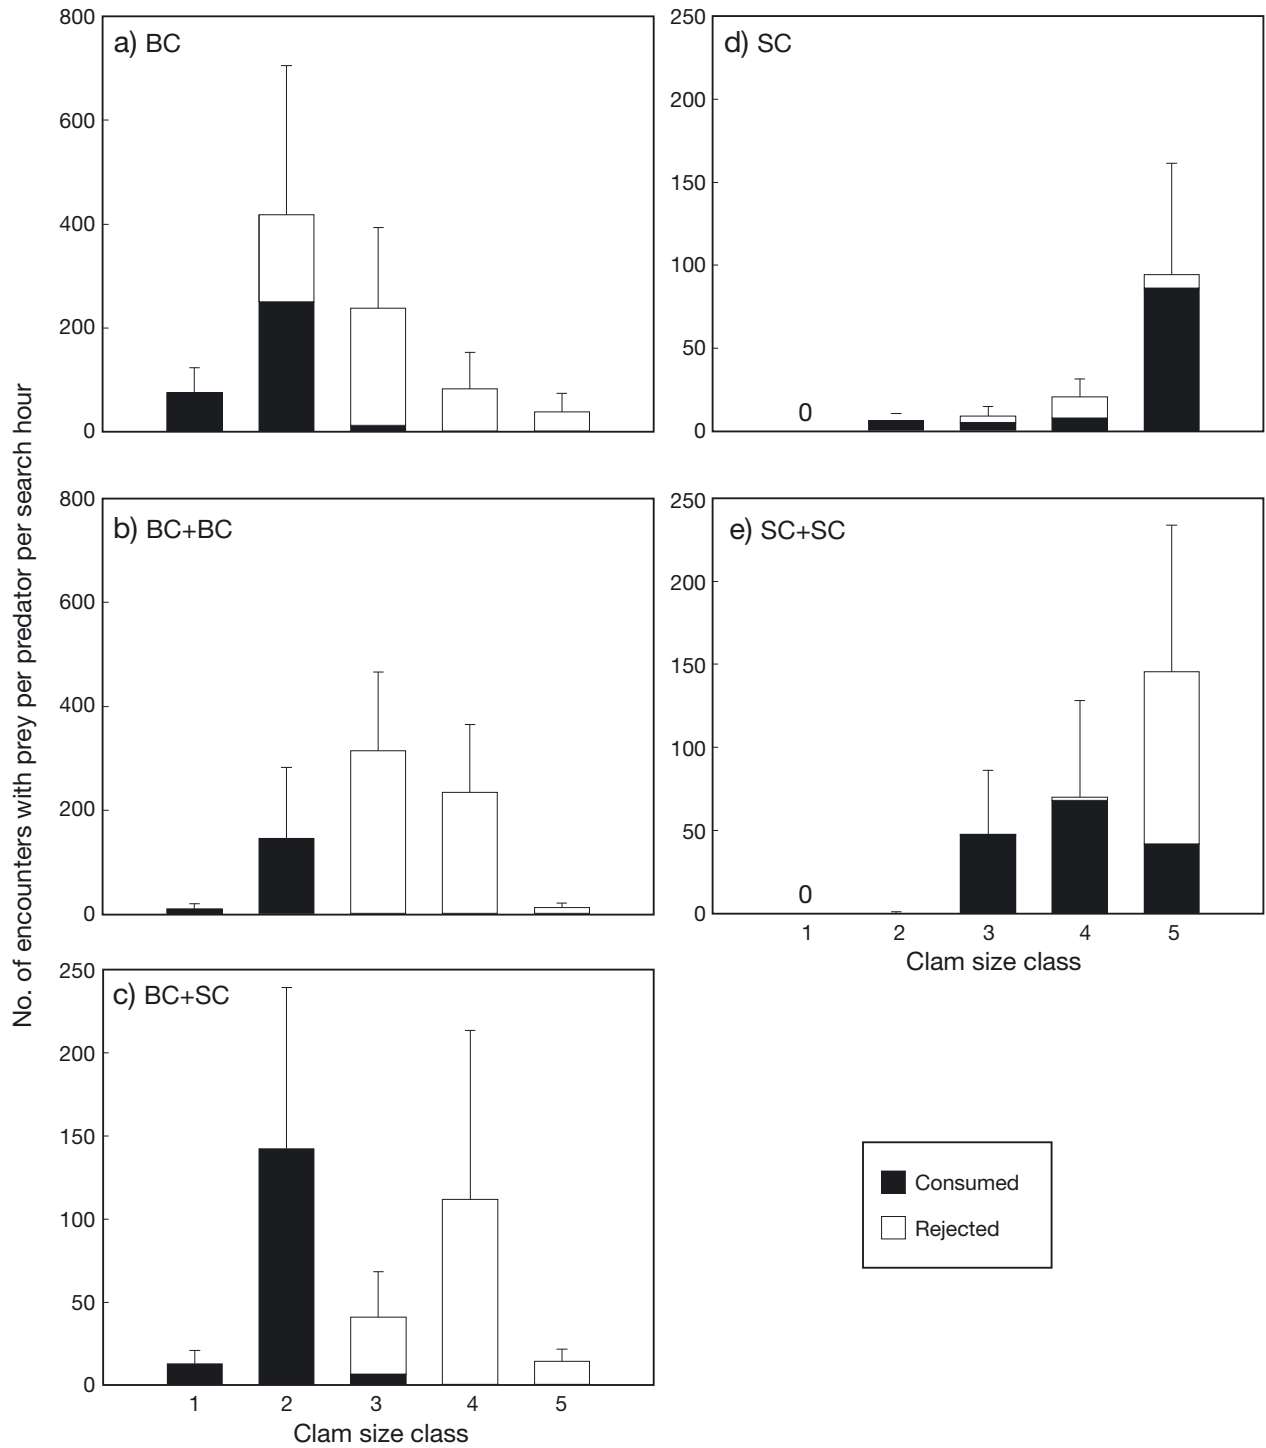 No. of encounters with prey per predator per search hour
a) BC
800
600
400
200
0
b) BC+BC
800
600
400
200
0
c) BC+SC
250
200
150
100
50
0
1 2 3 4 5
Clam size class
d) SC
250
200
150
100
50
0
0
e) SC+SC
250
200
150
100
50
0
0
1 2 3 4 5
Clam size class
Consumed
Rejected